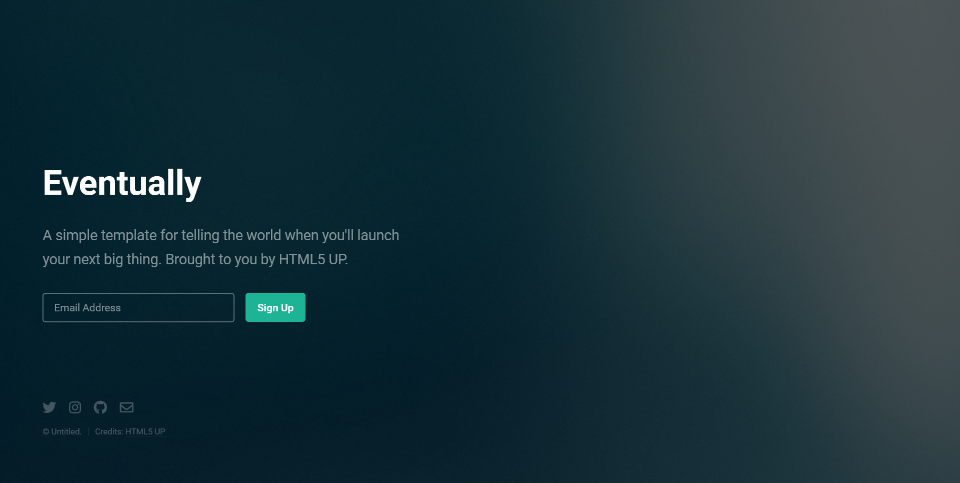 Eventually
A simple template for telling the world when you'll launch
your next big thing. Brought to you by HTML5 UP.
Email Address
Sign Up
© Untitled. | Credits: HTML5 UP